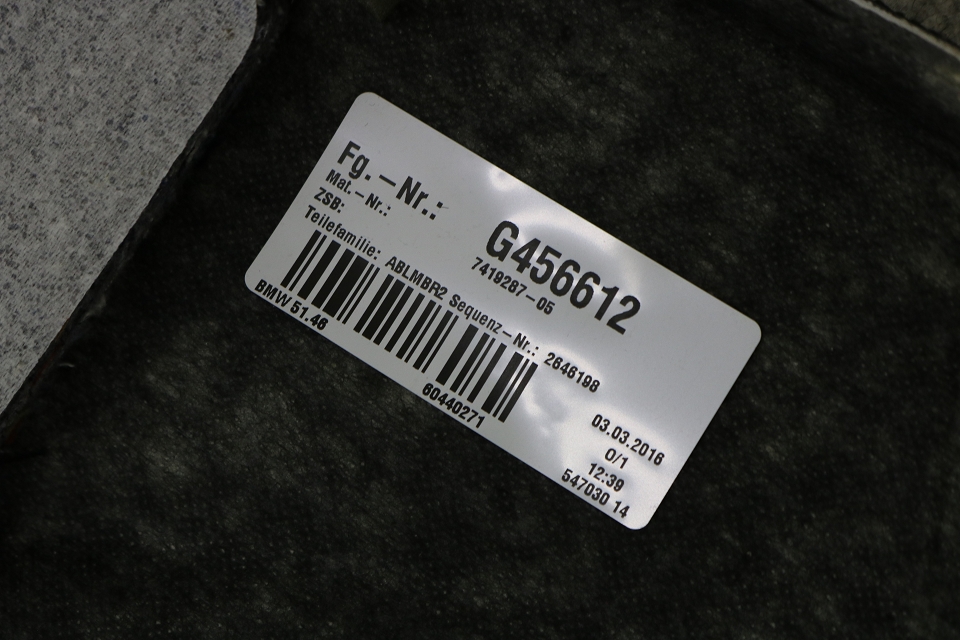 Fg.–Nr.: G456612
Mat.–Nr.: 7419287–05
ZSB:
Teilefamilie: ABLMBR2 Sequenz–Nr.: 2646198
BMW 51.46
60440271
03.03.2016
0/1
12:39
547030 14